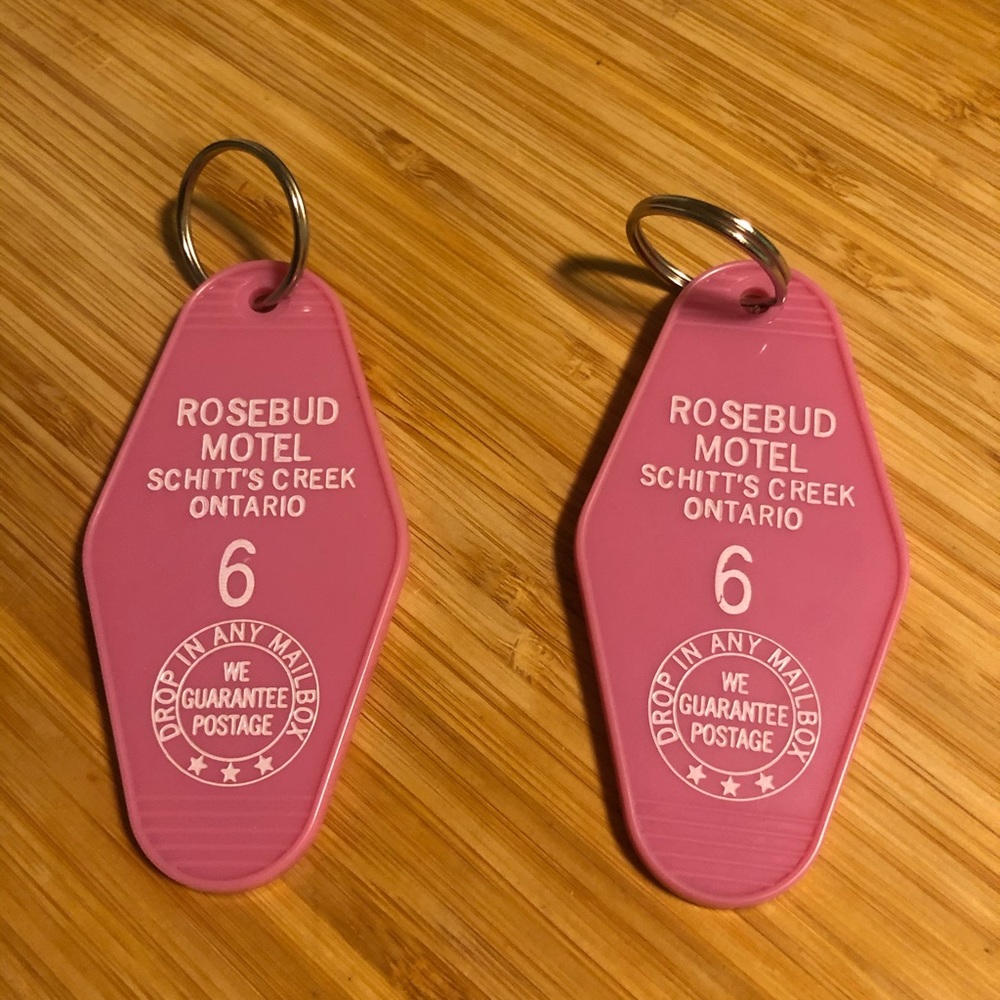 ROSEBUD
MOTEL
SCHITT'S CREEK
ONTARIO
6
DROP IN ANY MAILBOX
WE
GUARANTEE
POSTAGE
ROSEBUD
MOTEL
SCHITT'S CREEK
ONTARIO
6
DROP IN ANY MAILBOX
WE
GUARANTEE
POSTAGE